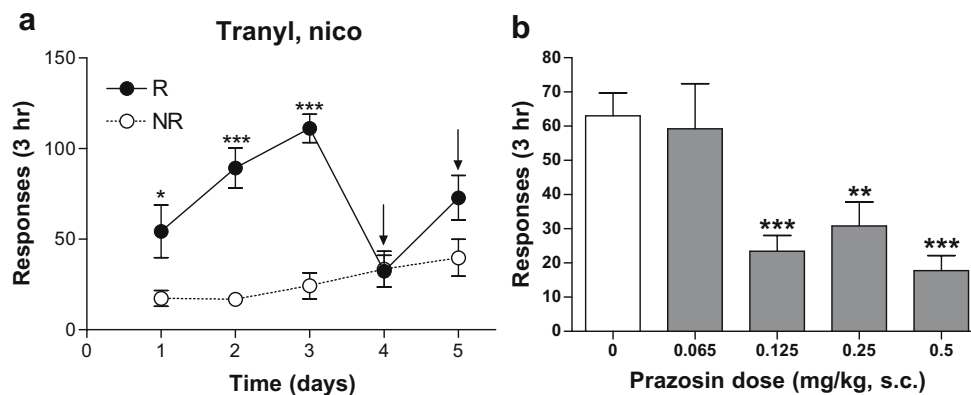 a
Tranyl, nico
150
100
50
0
Responses (3 hr)
R
NR
*
***
***
0 1 2 3 4 5
Time (days)
b
80
70
60
50
40
30
20
10
0
Responses (3 hr)
***
**
***
0 0.065 0.125 0.25 0.5
Prazosin dose (mg/kg, s.c.)